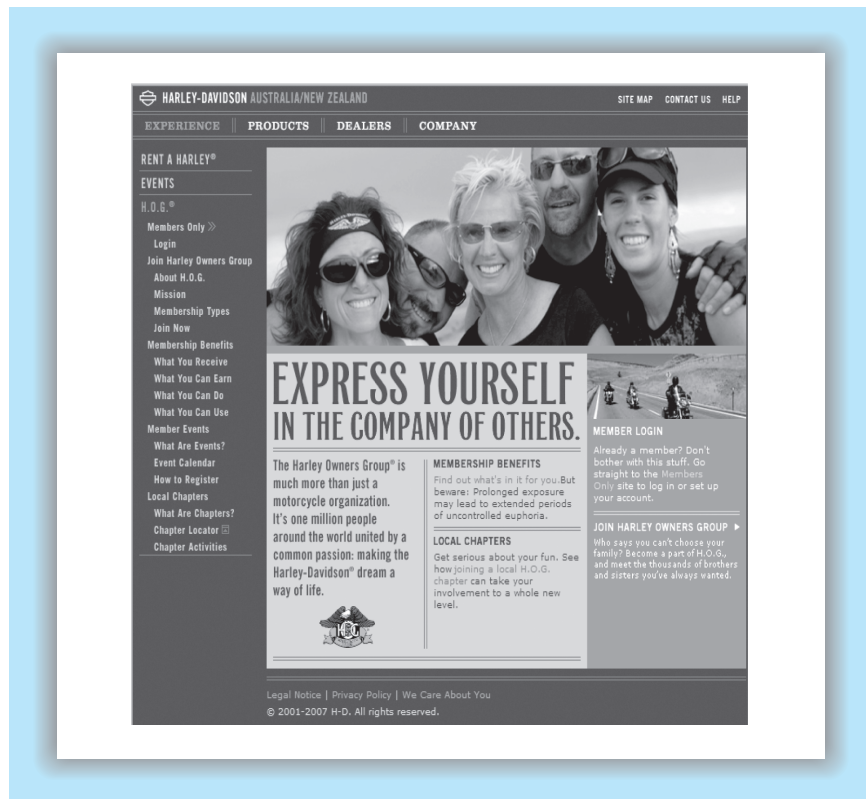 HARLEY-DAVIDSON AUSTRALIA/NEW ZEALAND
SITE MAP CONTACT US HELP
EXPERIENCE PRODUCTS DEALERS COMPANY
RENT A HARLEY®
EVENTS
H.O.G.®
Members Only
Login
Join Harley Owners Group
About H.O.G.
Mission
Membership Types
Join Now
Membership Benefits
What You Receive
What You Can Earn
What You Can Do
What You Can Use
Member Events
What Are Events?
Event Calendar
How to Register
Local Chapters
What Are Chapters?
Chapter Locator
Chapter Activities
EXPRESS YOURSELF
IN THE COMPANY OF OTHERS.
The Harley Owners Group® is
much more than just a
motorcycle organization.
It's one million people
around the world united by a
common passion: making the
Harley-Davidson® dream a
way of life.
MEMBERSHIP BENEFITS
Find out what's in it for you.But
beware: Prolonged exposure
may lead to extended periods
of uncontrolled euphoria.
LOCAL CHAPTERS
Get serious about your fun. See
how joining a local H.O.G.
chapter can take your
involvement to a whole new
level.
MEMBER LOGIN
Already a member? Don't
bother with this stuff. Go
straight to the Members
Only site to log in or set up
your account.
JOIN HARLEY OWNERS GROUP
Who says you can't choose your
family? Become a part of H.O.G.,
and meet the thousands of brothers
and sisters you've always wanted.
Legal Notice | Privacy Policy | We Care About You
© 2001-2007 H-D. All rights reserved.